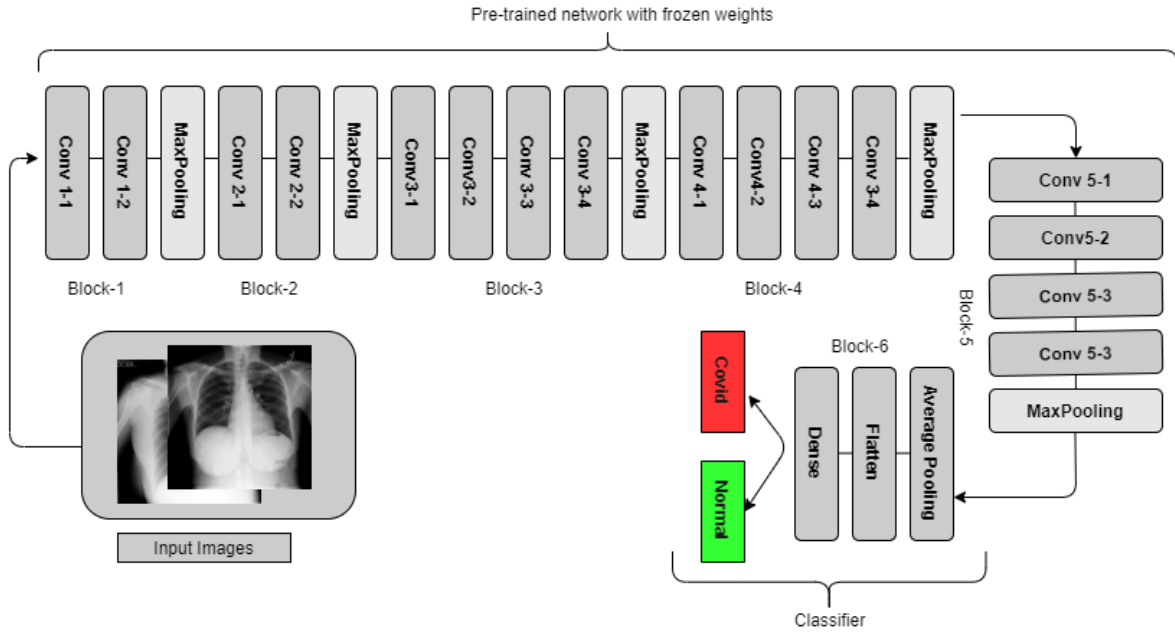 Pre-trained network with frozen weights
Conv 1-1
Conv 1-2
MaxPooling
Conv 2-1
Conv 2-2
MaxPooling
Conv3-1
Conv3-2
Conv 3-3
Conv 3-4
MaxPooling
Conv 4-1
Conv4-2
Conv 4-3
Conv 3-4
MaxPooling
Block-1
Block-2
Block-3
Block-4
Conv 5-1
Conv5-2
Conv 5-3
Conv 5-3
MaxPooling
Block-5
Block-6
Average Pooling
Flatten
Dense
Covid
Normal
Classifier
Input Images